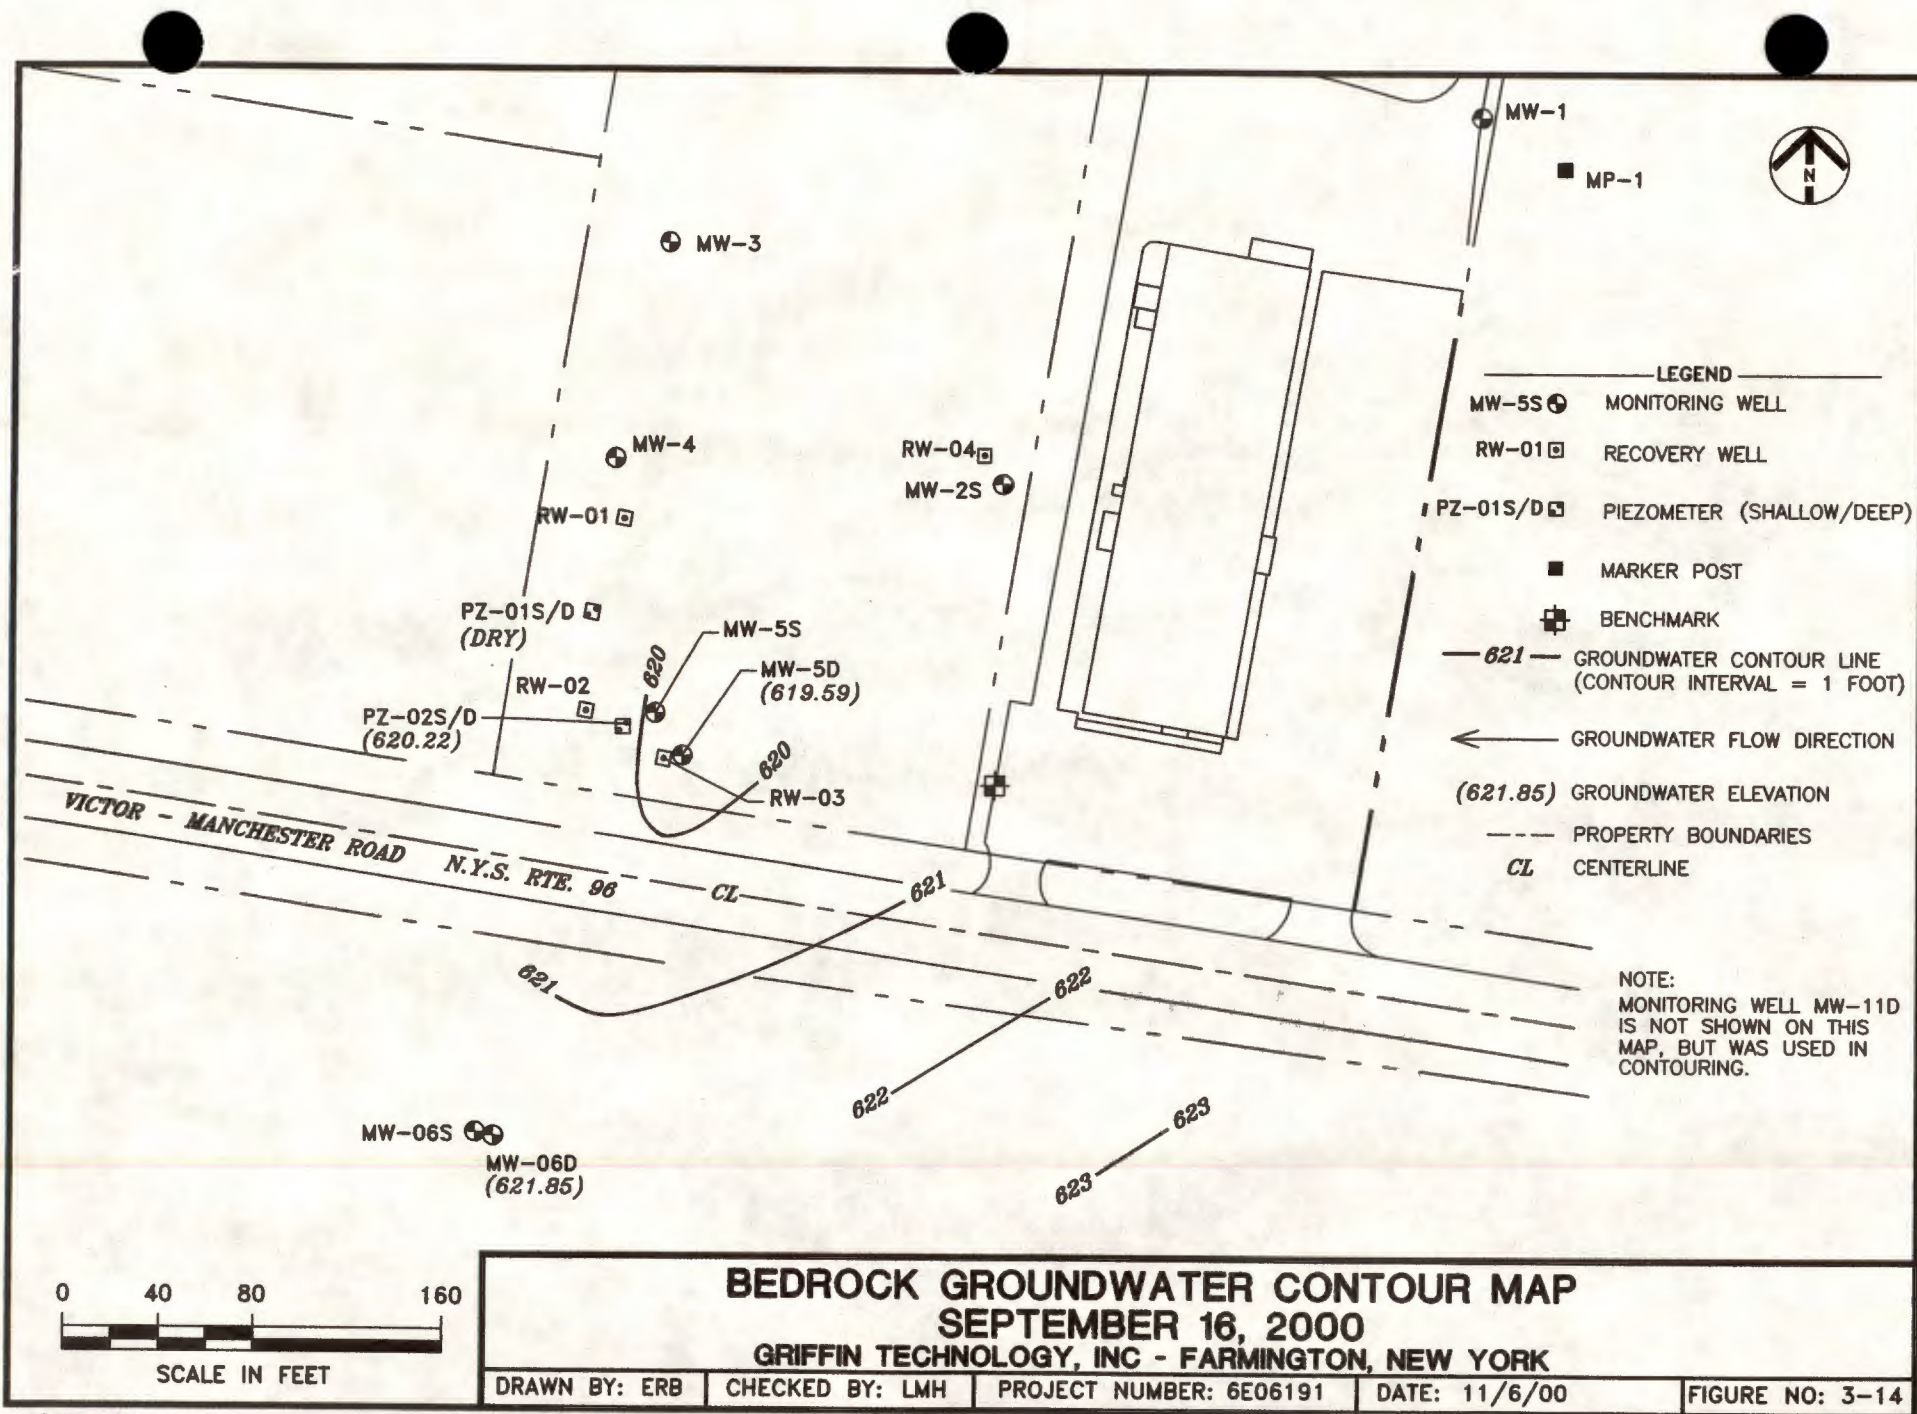 MW-1
MP-1
N
MW-3
MW-4
RW-04
MW-2S
RW-01
PZ-01S/D
(DRY)
MW-5S
620
MW-5D
(619.59)
RW-02
PZ-02S/D
(620.22)
620
RW-03
VICTOR - MANCHESTER ROAD N.Y.S. RTE. 96 CL
621
621
622
622
623
623
MW-06S
MW-06D
(621.85)
LEGEND
MW-5S MONITORING WELL
RW-01 RECOVERY WELL
PZ-01S/D PIEZOMETER (SHALLOW/DEEP)
MARKER POST
BENCHMARK
621 GROUNDWATER CONTOUR LINE
(CONTOUR INTERVAL = 1 FOOT)
GROUNDWATER FLOW DIRECTION
(621.85) GROUNDWATER ELEVATION
PROPERTY BOUNDARIES
CL CENTERLINE
NOTE:
MONITORING WELL MW-11D
IS NOT SHOWN ON THIS
MAP, BUT WAS USED IN
CONTOURING.
0 40 80 160
SCALE IN FEET
BEDROCK GROUNDWATER CONTOUR MAP
SEPTEMBER 16, 2000
GRIFFIN TECHNOLOGY, INC - FARMINGTON, NEW YORK
DRAWN BY: ERB CHECKED BY: LMH PROJECT NUMBER: 6E06191 DATE: 11/6/00 FIGURE NO: 3-14